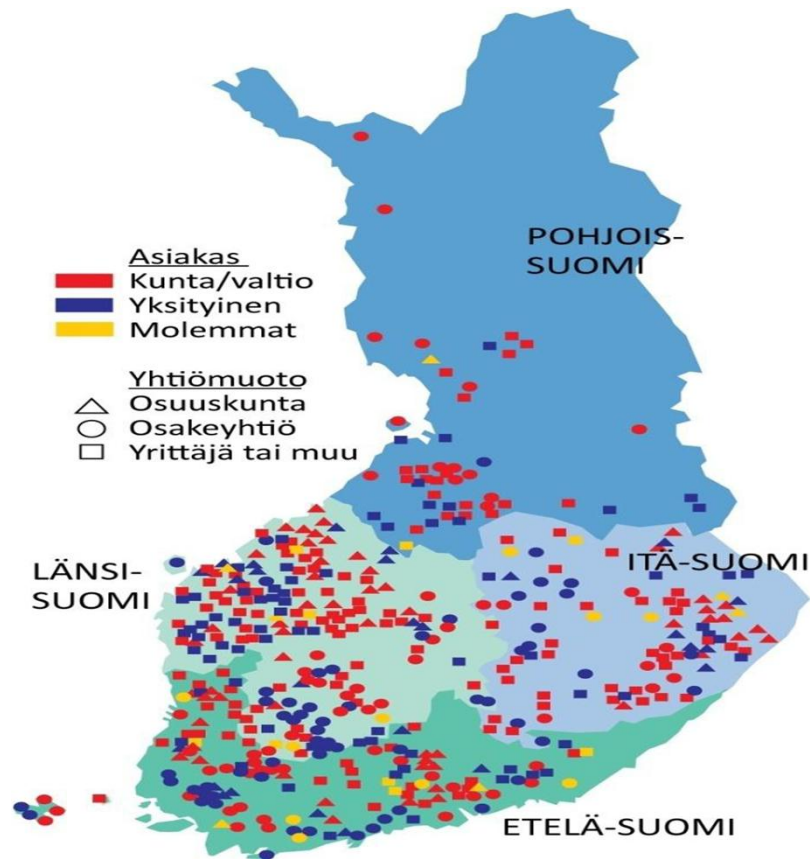 POHJOIS-
SUOMI
Asiakas
Kunta/valtio
Yksityinen
Molemmat
Yhtiömuoto
Osuuskunta
Osakeyhtiö
Yrittäjä tai muu
LÄNSI-
SUOMI
ITÄ-SUOMI
ETELÄ-SUOMI